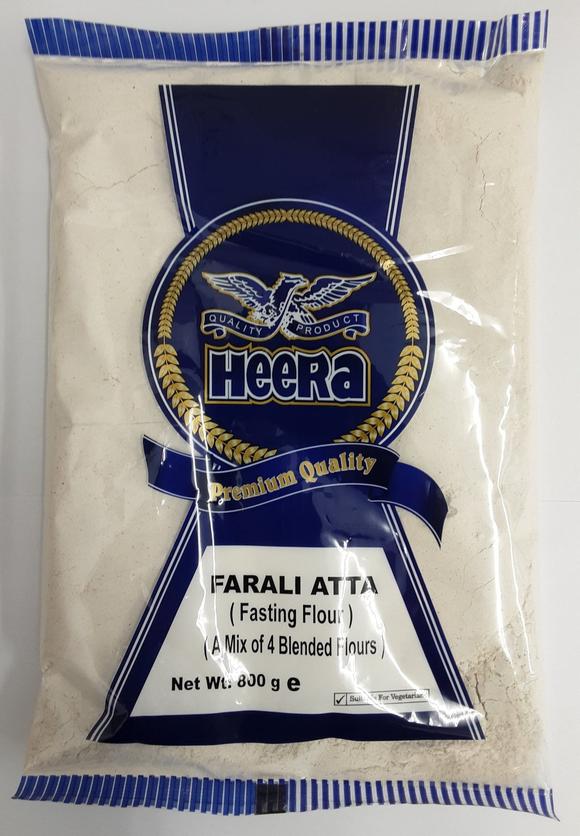 QUALITY PRODUCT
HEERa
Premium Quality
FARALI ATTA
( Fasting Flour )
( A Mix of 4 Blended Flours )
Net Wt: 800 g e
Suitable For Vegetarians